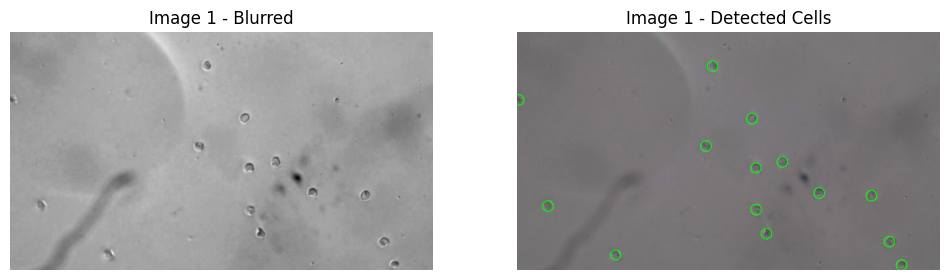 Image 1 - Blurred
Image 1 - Detected Cells